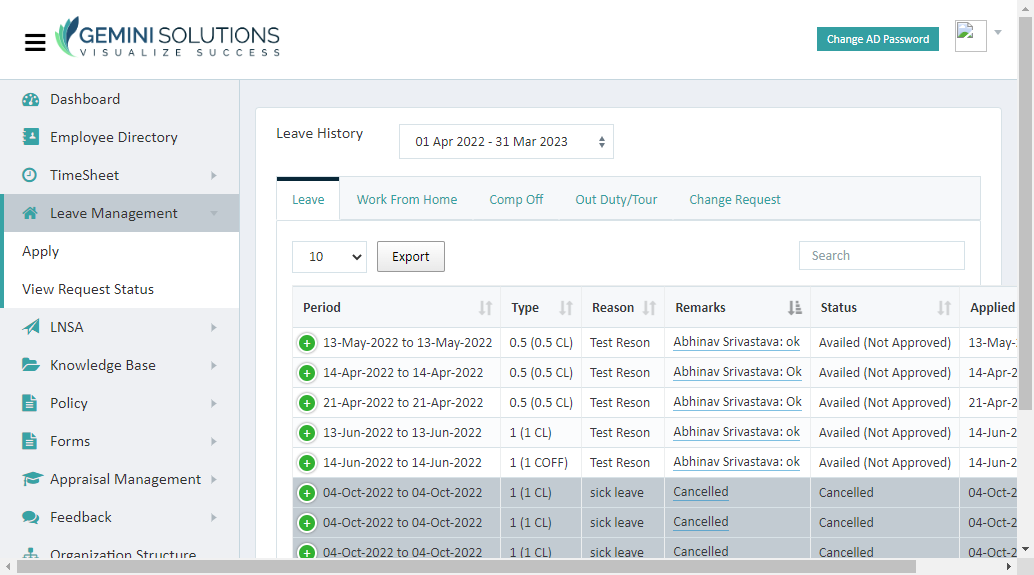 GEMINI SOLUTIONS
VISUALIZE SUCCESS
Change AD Password
Dashboard
Employee Directory
TimeSheet
Leave Management
Apply
View Request Status
LNSA
Knowledge Base
Policy
Forms
Appraisal Management
Feedback
Organization Structure
Leave History
01 Apr 2022 - 31 Mar 2023
Leave Work From Home Comp Off Out Duty/Tour Change Request
10 Export Search
Period Type Reason Remarks Status Applied
13-May-2022 to 13-May-2022 0.5 (0.5 CL) Test Reson Abhinav Srivastava: ok Availed (Not Approved) 13-May-
14-Apr-2022 to 14-Apr-2022 0.5 (0.5 CL) Test Reson Abhinav Srivastava: Ok Availed (Not Approved) 14-Apr-2
21-Apr-2022 to 21-Apr-2022 0.5 (0.5 CL) Test Reson Abhinav Srivastava: Ok Availed (Not Approved) 21-Apr-2
13-Jun-2022 to 13-Jun-2022 1 (1 CL) Test Reson Abhinav Srivastava: ok Availed (Not Approved) 14-Jun-2
14-Jun-2022 to 14-Jun-2022 1 (1 COFF) Test Reson Abhinav Srivastava: ok Availed (Not Approved) 14-Jun-2
04-Oct-2022 to 04-Oct-2022 1 (1 CL) sick leave Cancelled Cancelled 04-Oct-2
04-Oct-2022 to 04-Oct-2022 1 (1 CL) sick leave Cancelled Cancelled 04-Oct-2
04-Oct-2022 to 04-Oct-2022 1 (1 CL) sick leave Cancelled Cancelled 04-Oct-2